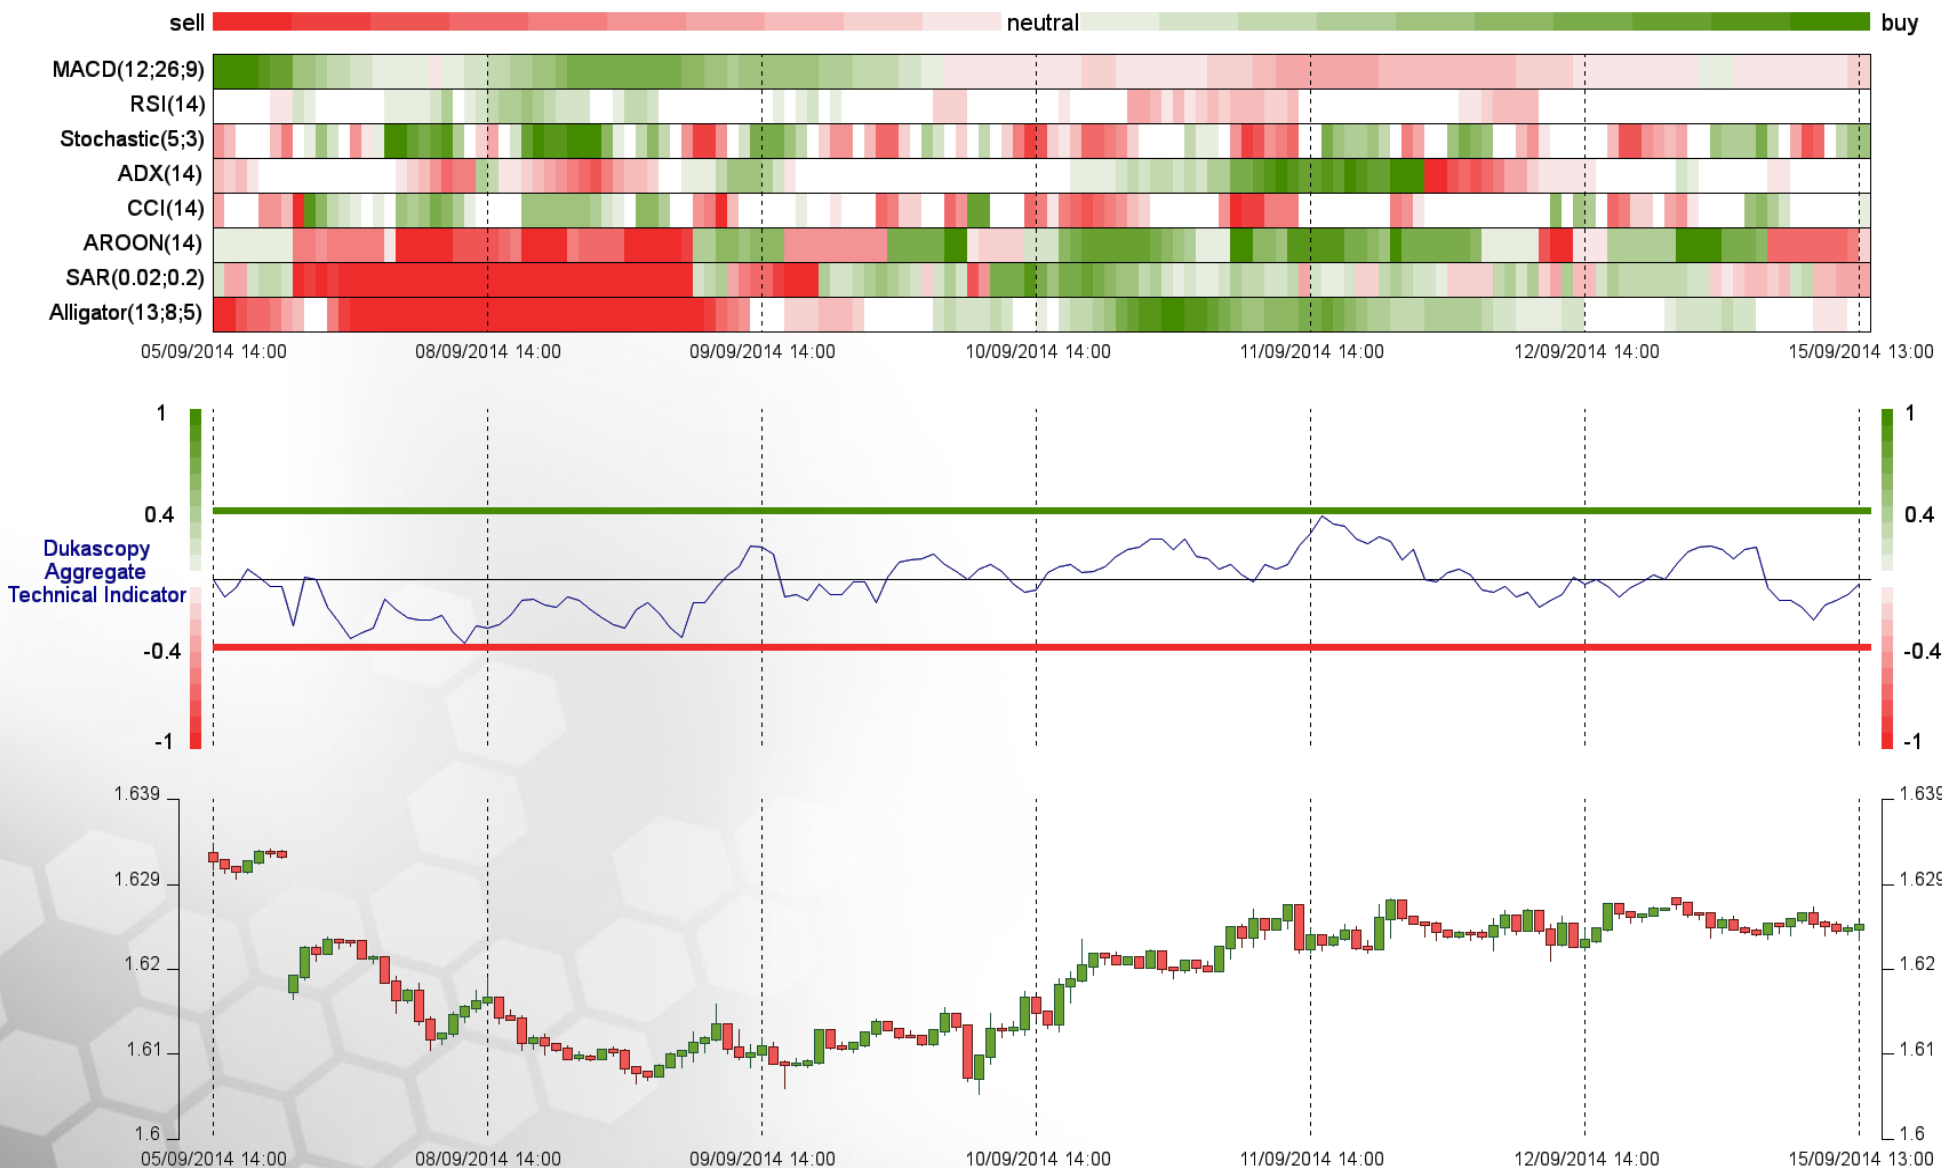 sell neutral buy
MACD(12;26;9)
RSI(14)
Stochastic(5;3)
ADX(14)
CCI(14)
AROON(14)
SAR(0.02;0.2)
Alligator(13;8;5)
05/09/2014 14:00 08/09/2014 14:00 09/09/2014 14:00 10/09/2014 14:00 11/09/2014 14:00 12/09/2014 14:00 15/09/2014 13:00
1 1
0.4 0.4
Dukascopy
Aggregate
Technical Indicator
-0.4 -0.4
-1 -1
1.639 1.639
1.629 1.629
1.62 1.62
1.61 1.61
1.6 1.6
05/09/2014 14:00 08/09/2014 14:00 09/09/2014 14:00 10/09/2014 14:00 11/09/2014 14:00 12/09/2014 14:00 15/09/2014 13:00